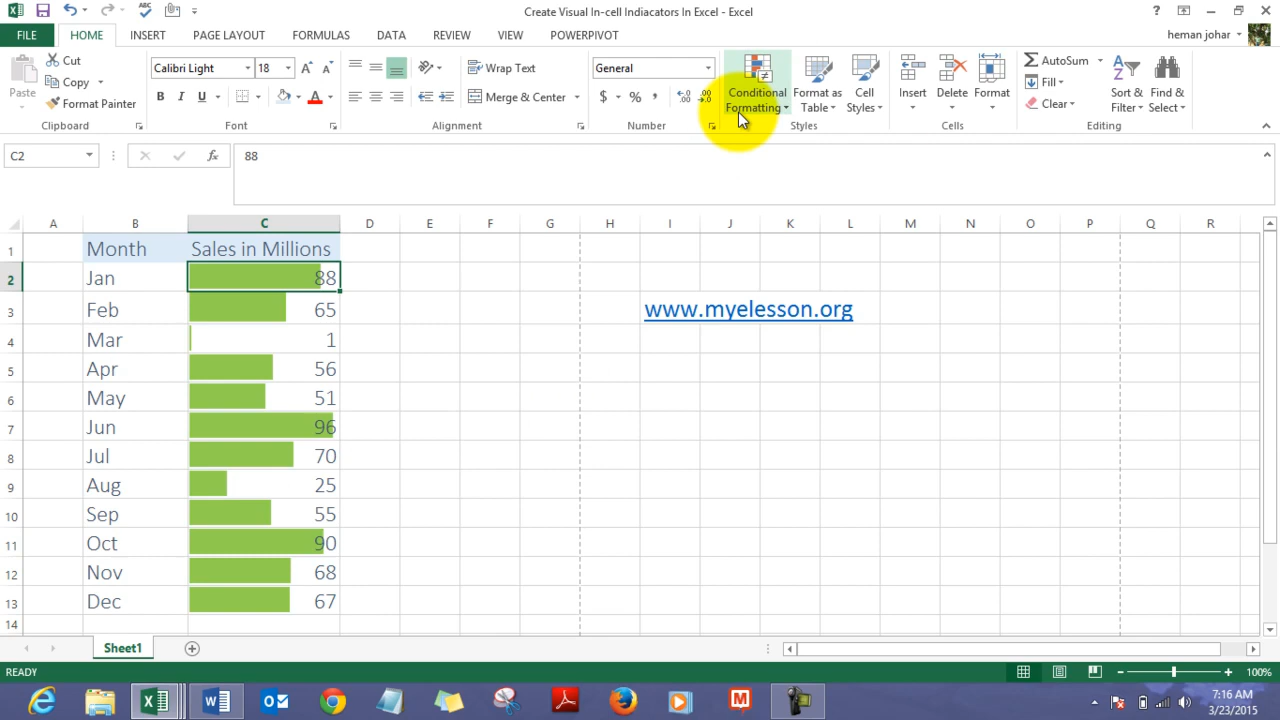 Create Visual In-cell Indiacators In Excel - Excel
FILE HOME INSERT PAGE LAYOUT FORMULAS DATA REVIEW VIEW POWERPIVOT heman johar
Paste
Cut
Copy
Format Painter
Clipboard
Calibri Light 18
B I U
Font
Wrap Text
Merge & Center
Alignment
General
$ % ,
Number
Conditional Formatting
Format as Table
Cell Styles
Styles
Insert
Delete
Format
Cells
AutoSum
Fill
Clear
Sort & Filter
Find & Select
Editing
C2 fx 88
A B C D E F G H I J K L M N O P Q R
1 Month Sales in Millions
2 Jan 88
3 Feb 65 www.myelesson.org
4 Mar 1
5 Apr 56
6 May 51
7 Jun 96
8 Jul 70
9 Aug 25
10 Sep 55
11 Oct 90
12 Nov 68
13 Dec 67
14
Sheet1
READY 100%
7:16 AM
3/23/2015